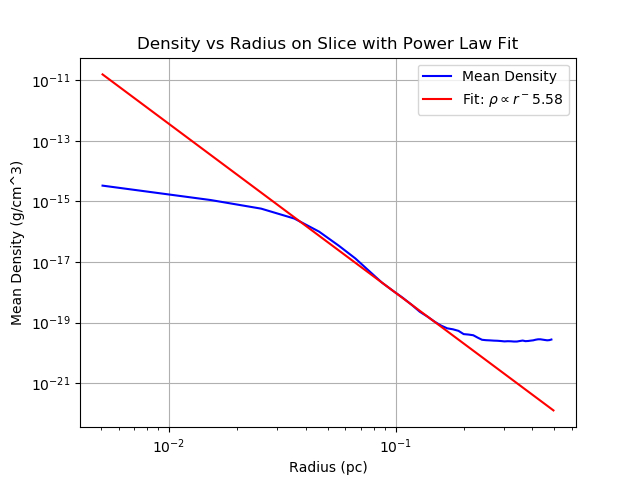 Density vs Radius on Slice with Power Law Fit
Mean Density
Fit: ρ ∝ r⁻5.58
10⁻¹¹
10⁻¹³
10⁻¹⁵
10⁻¹⁷
10⁻¹⁹
10⁻²¹
Mean Density (g/cm^3)
10⁻² 10⁻¹
Radius (pc)